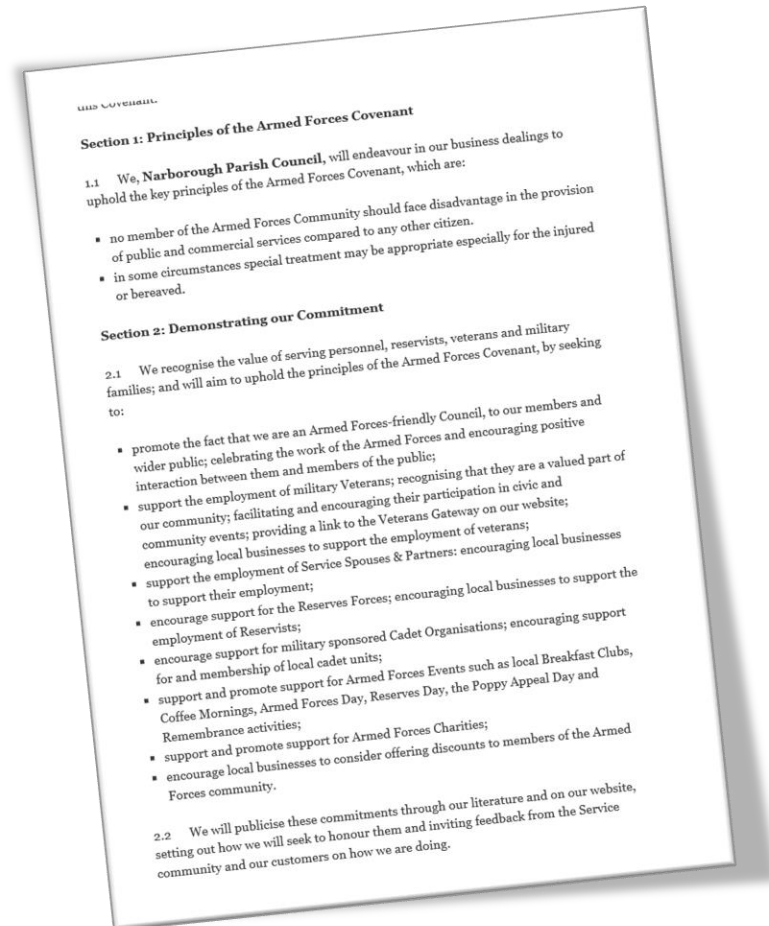 this Covenant.
Section 1: Principles of the Armed Forces Covenant
1.1 We, Narborough Parish Council, will endeavour in our business dealings to
uphold the key principles of the Armed Forces Covenant, which are:
▪ no member of the Armed Forces Community should face disadvantage in the provision
of public and commercial services compared to any other citizen.
▪ in some circumstances special treatment may be appropriate especially for the injured
or bereaved.
Section 2: Demonstrating our Commitment
2.1 We recognise the value of serving personnel, reservists, veterans and military
families; and will aim to uphold the principles of the Armed Forces Covenant, by seeking
to:
▪ promote the fact that we are an Armed Forces-friendly Council, to our members and
wider public; celebrating the work of the Armed Forces and encouraging positive
interaction between them and members of the public;
▪ support the employment of military Veterans; recognising that they are a valued part of
our community; facilitating and encouraging their participation in civic and
community events; providing a link to the Veterans Gateway on our website;
encouraging local businesses to support the employment of veterans;
▪ support the employment of Service Spouses & Partners: encouraging local businesses
to support their employment;
▪ encourage support for the Reserves Forces; encouraging local businesses to support the
employment of Reservists;
▪ encourage support for military sponsored Cadet Organisations; encouraging support
for and membership of local cadet units;
▪ support and promote support for Armed Forces Events such as local Breakfast Clubs,
Coffee Mornings, Armed Forces Day, Reserves Day, the Poppy Appeal Day and
Remembrance activities;
▪ support and promote support for Armed Forces Charities;
▪ encourage local businesses to consider offering discounts to members of the Armed
Forces community.
2.2 We will publicise these commitments through our literature and on our website,
setting out how we will seek to honour them and inviting feedback from the Service
community and our customers on how we are doing.